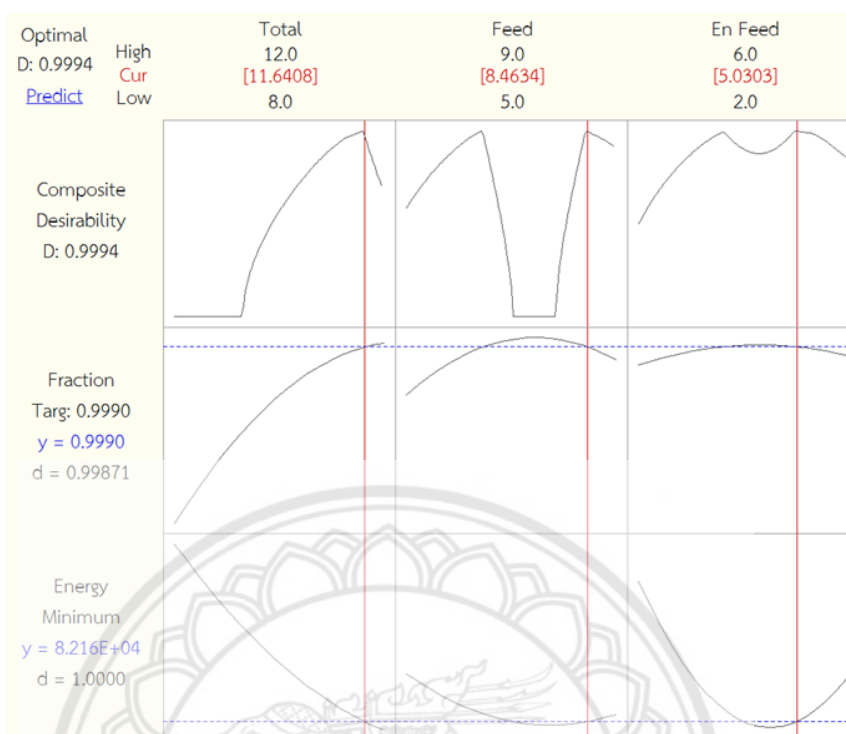 Optimal
D: 0.9994
Predict
High
Cur
Low
Total
12.0
[11.6408]
8.0
Feed
9.0
[8.4634]
5.0
En Feed
6.0
[5.0303]
2.0
Composite
Desirability
D: 0.9994
Fraction
Targ: 0.9990
y = 0.9990
d = 0.99871
Energy
Minimum
y = 8.216E+04
d = 1.0000